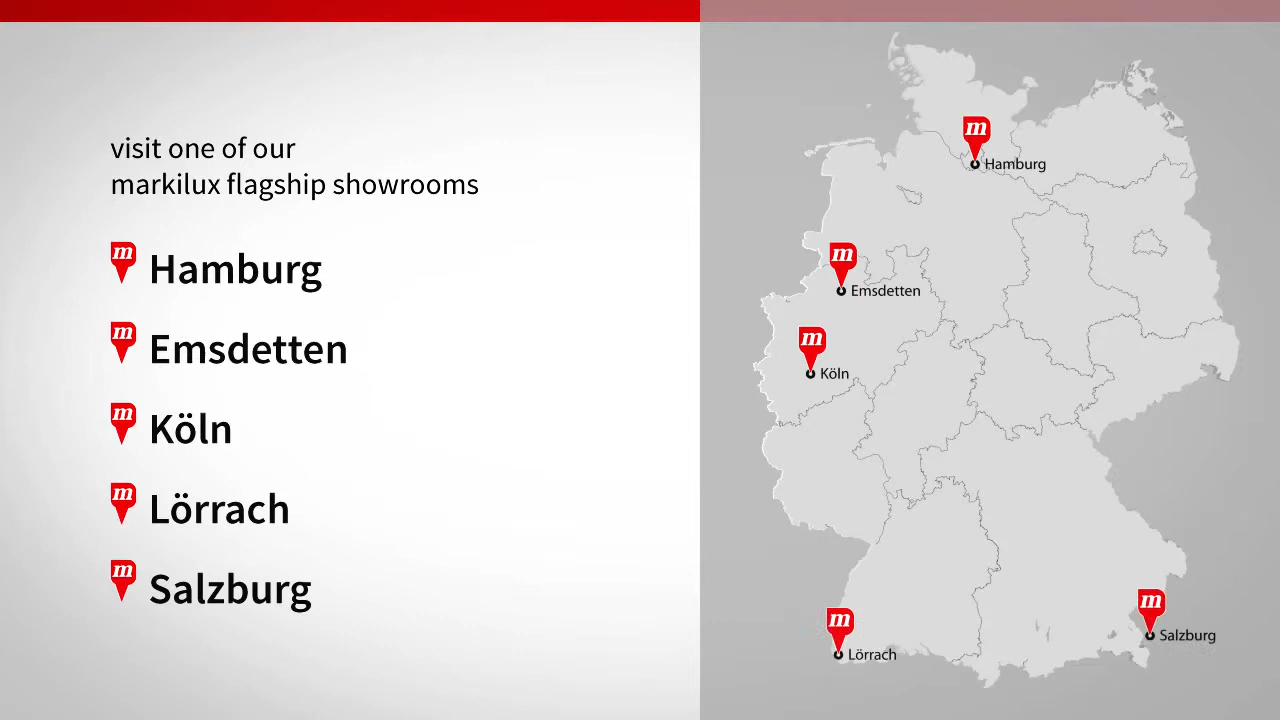 visit one of our
markilux flagship showrooms
m Hamburg
m Emsdetten
m Köln
m Lörrach
m Salzburg
m
Hamburg
m
Emsdetten
m
Köln
m
Lörrach
m
Salzburg